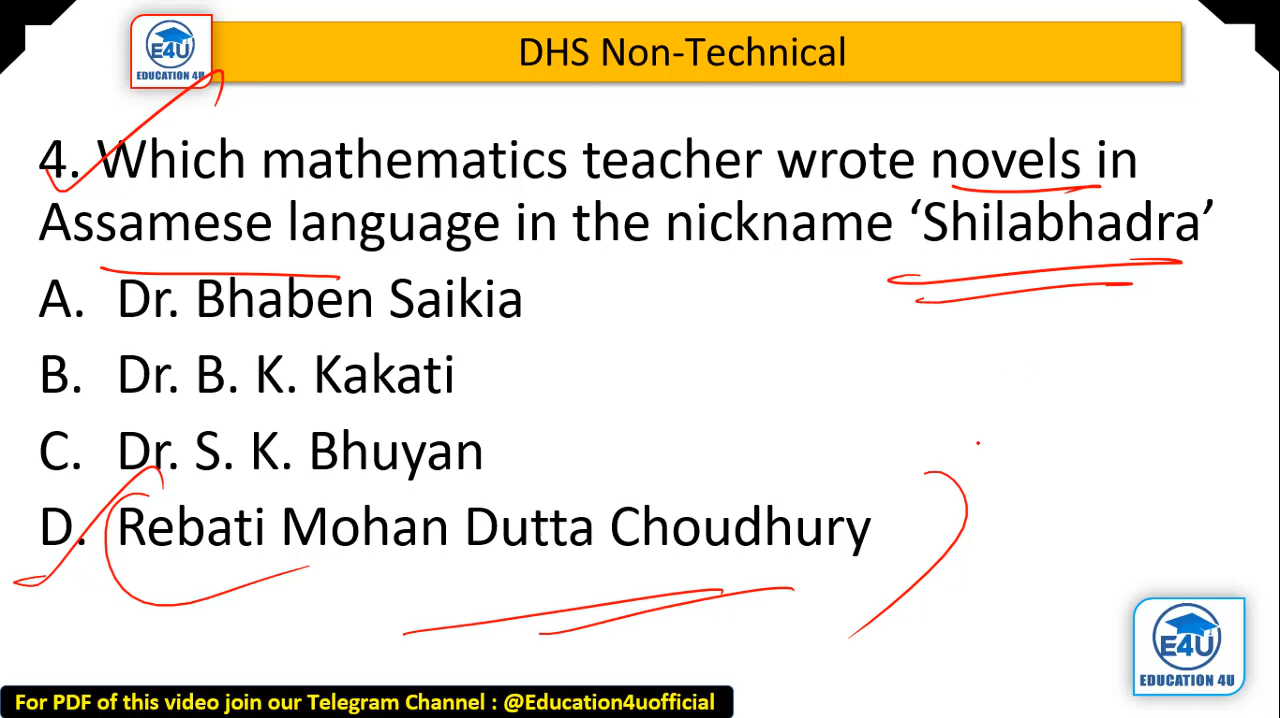 E4U
EDUCATION 4U
DHS Non-Technical
4. Which mathematics teacher wrote novels in
Assamese language in the nickname ‘Shilabhadra’
A. Dr. Bhaben Saikia
B. Dr. B. K. Kakati
C. Dr. S. K. Bhuyan
D. Rebati Mohan Dutta Choudhury
E4U
EDUCATION 4U
For PDF of this video join our Telegram Channel : @Education4uofficial